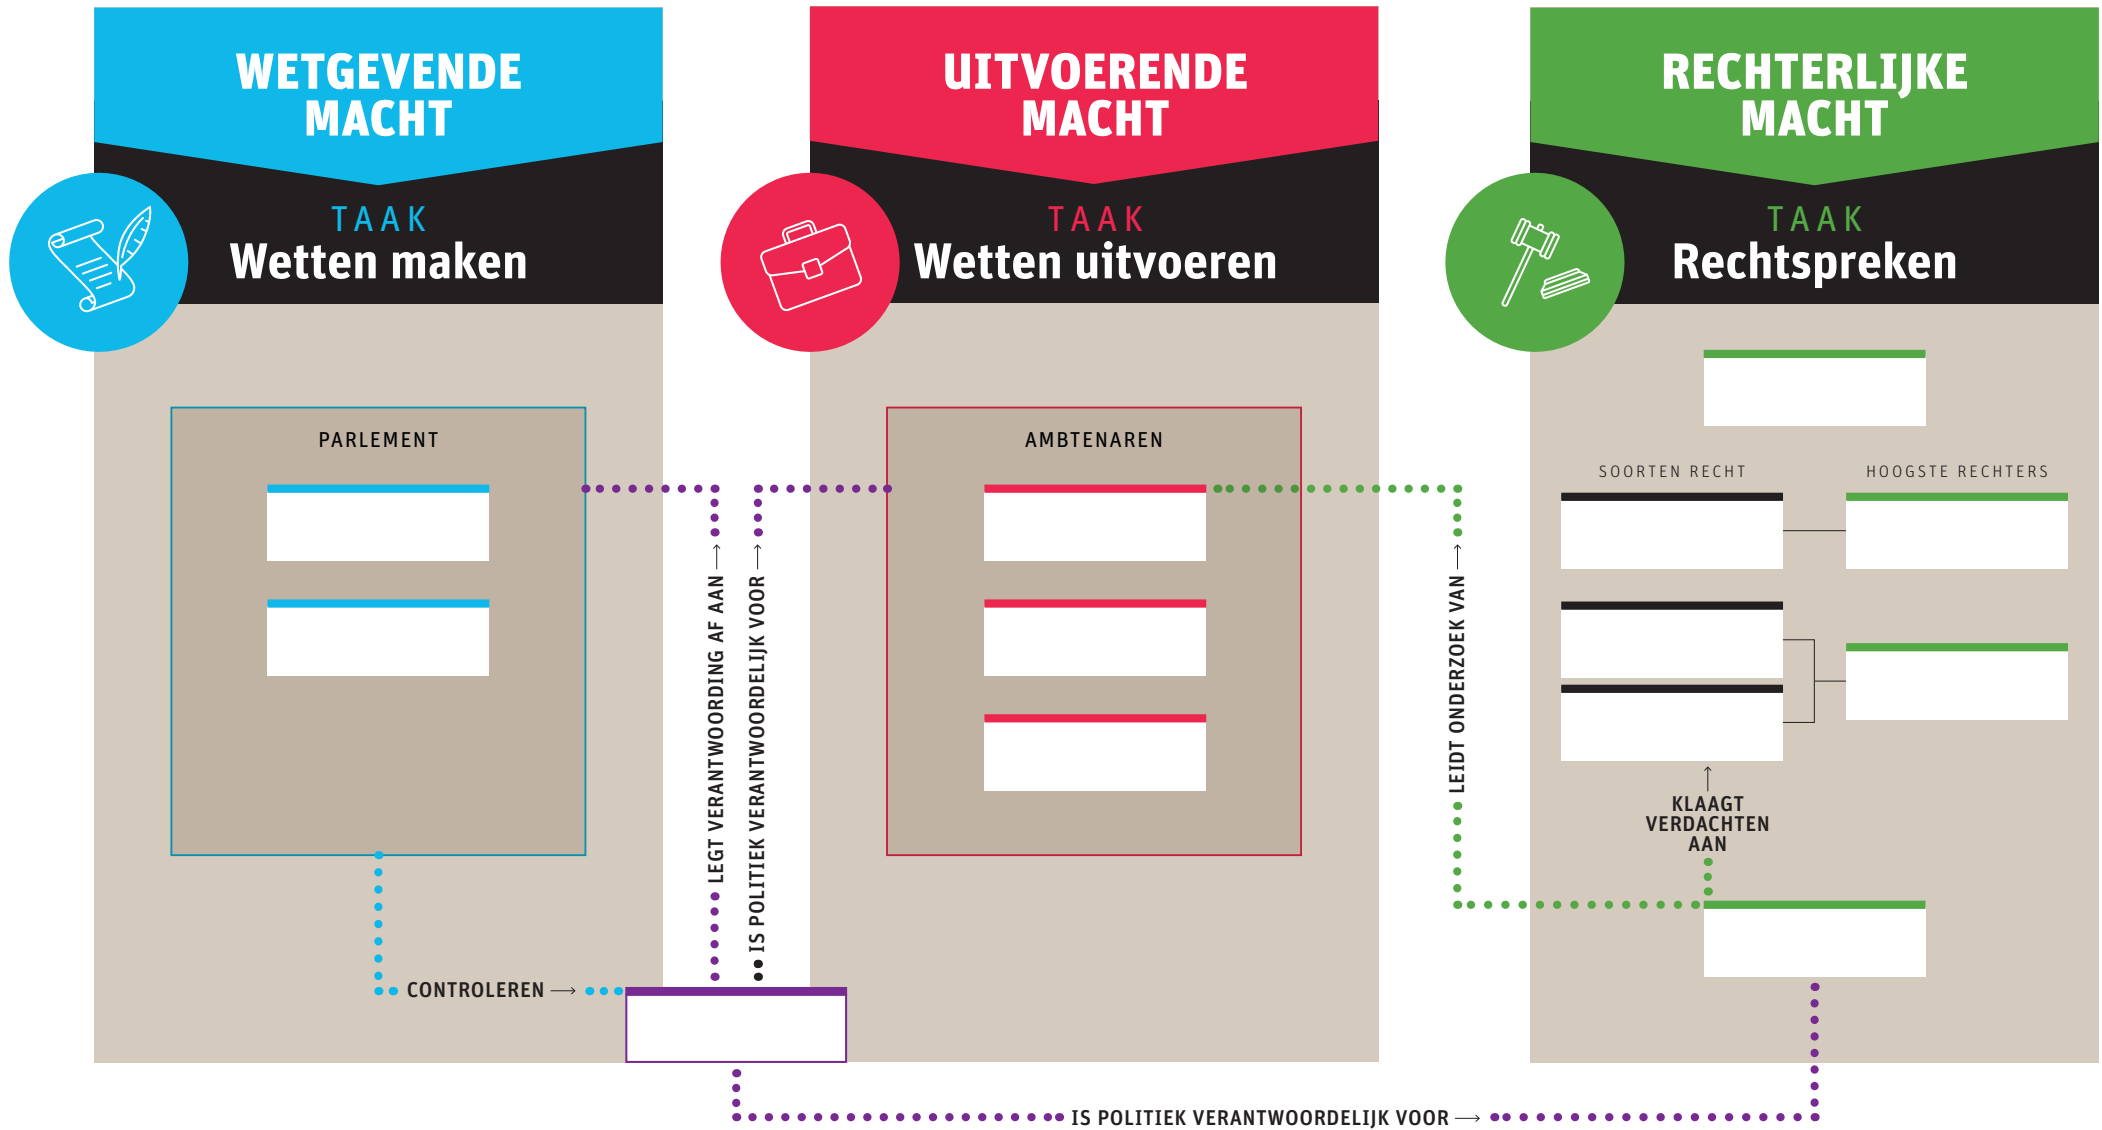 WETGEVENDE
MACHT
TAAK
Wetten maken
PARLEMENT
CONTROLEREN
LEGT VERANTWOORDING AF AAN
IS POLITIEK VERANTWOORDELIJK VOOR
UITVOERENDE
MACHT
TAAK
Wetten uitvoeren
AMBTENAREN
LEIDT ONDERZOEK VAN
RECHTERLIJKE
MACHT
TAAK
Rechtspreken
SOORTEN RECHT
HOOGSTE RECHTERS
KLAAGT
VERDACHTEN
AAN
IS POLITIEK VERANTWOORDELIJK VOOR